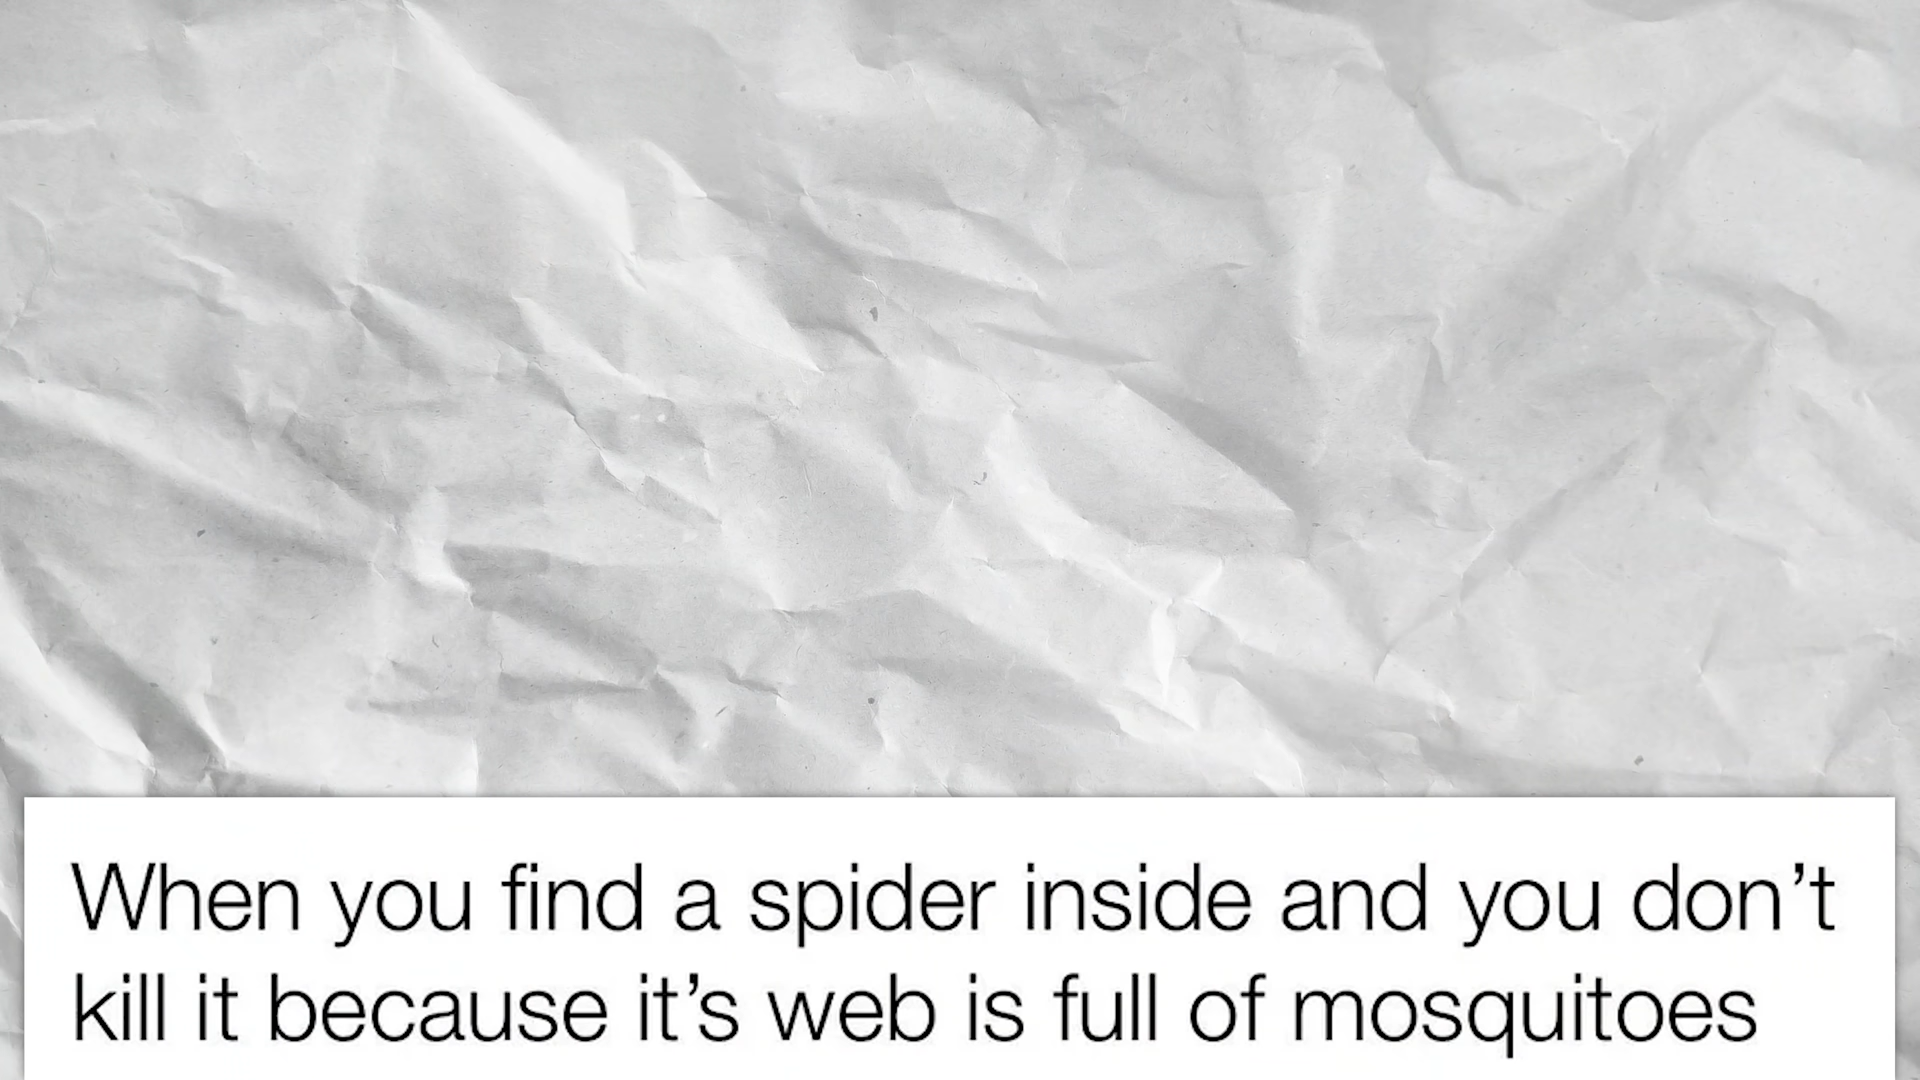 When you find a spider inside and you don’t
kill it because it’s web is full of mosquitoes